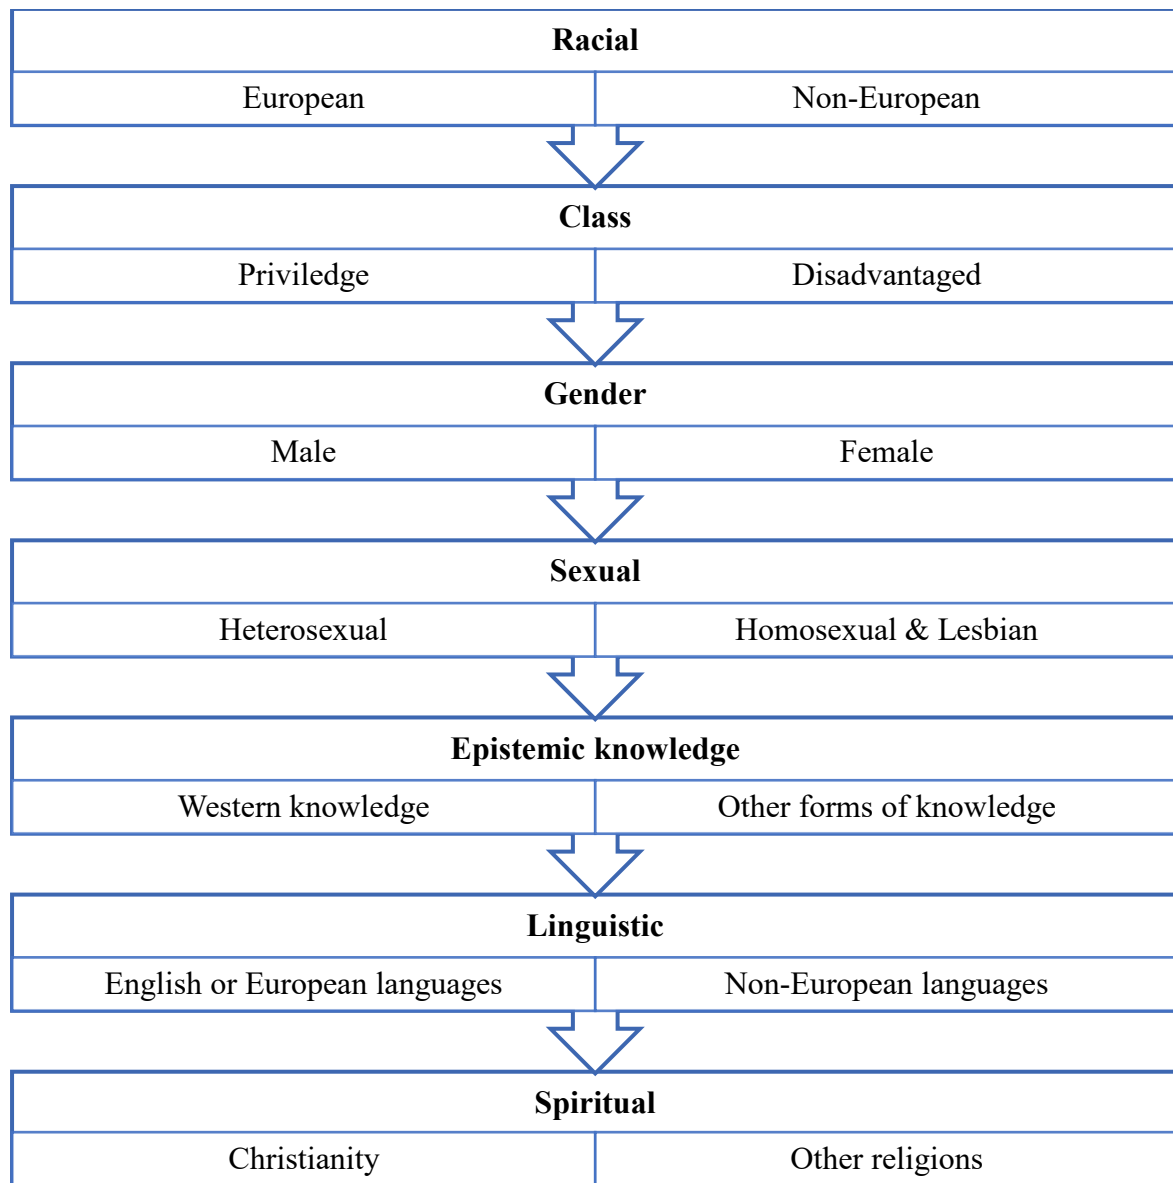 Racial
European
Non-European
Class
Priviledge
Disadvantaged
Gender
Male
Female
Sexual
Heterosexual
Homosexual & Lesbian
Epistemic knowledge
Western knowledge
Other forms of knowledge
Linguistic
English or European languages
Non-European languages
Spiritual
Christianity
Other religions